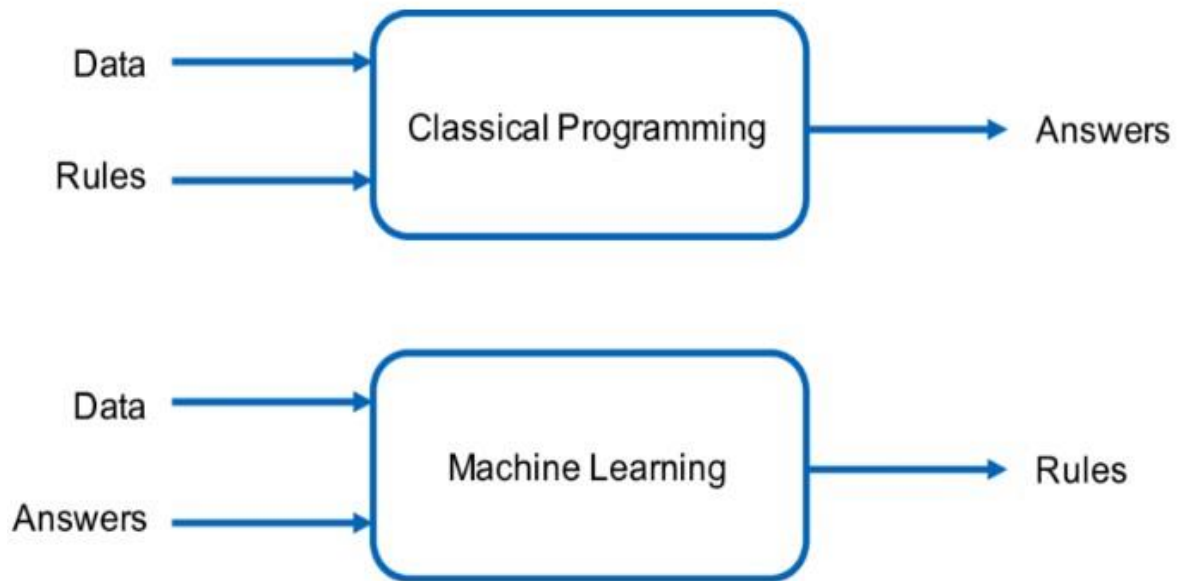 Data
Rules
Classical Programming
Answers
Data
Answers
Machine Learning
Rules